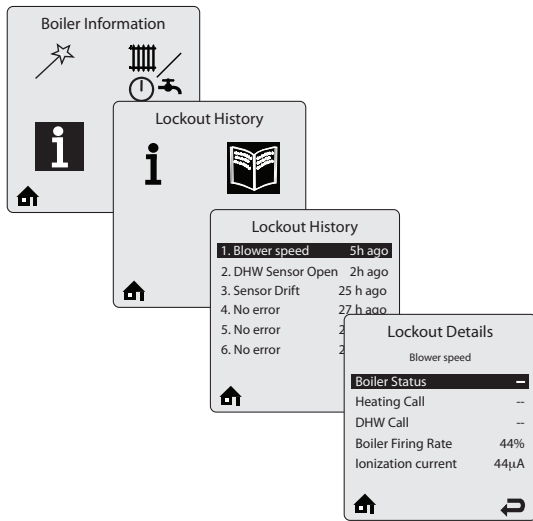 Boiler Information
Lockout History
Lockout History
1. Blower speed 5h ago
2. DHW Sensor Open 2h ago
3. Sensor Drift 25 h ago
4. No error 27 h ago
5. No error 2
6. No error 2
Lockout Details
Blower speed
Boiler Status --
Heating Call --
DHW Call --
Boiler Firing Rate 44%
Ionization current 44µA